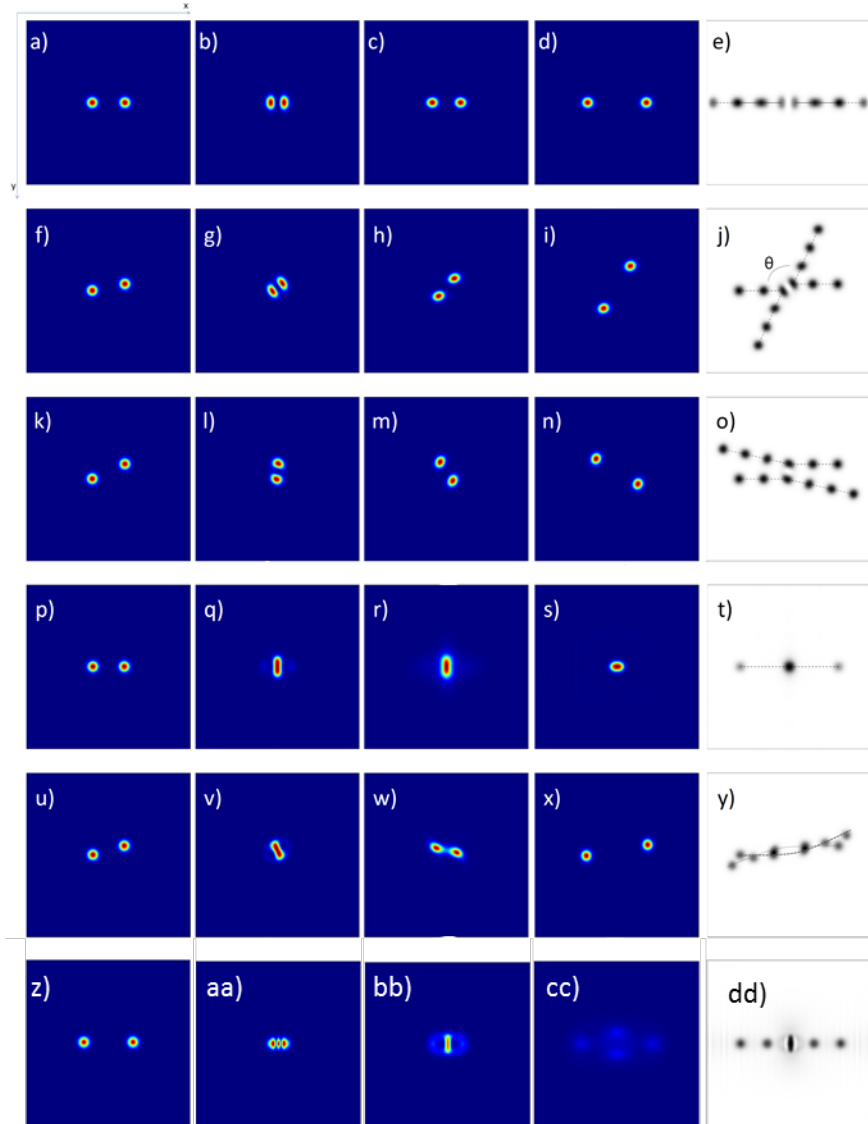 x
a) b) c) d) e)
y
f) g) h) i) j)
θ
k) l) m) n) o)
p) q) r) s) t)
u) v) w) x) y)
z) aa) bb) cc) dd)